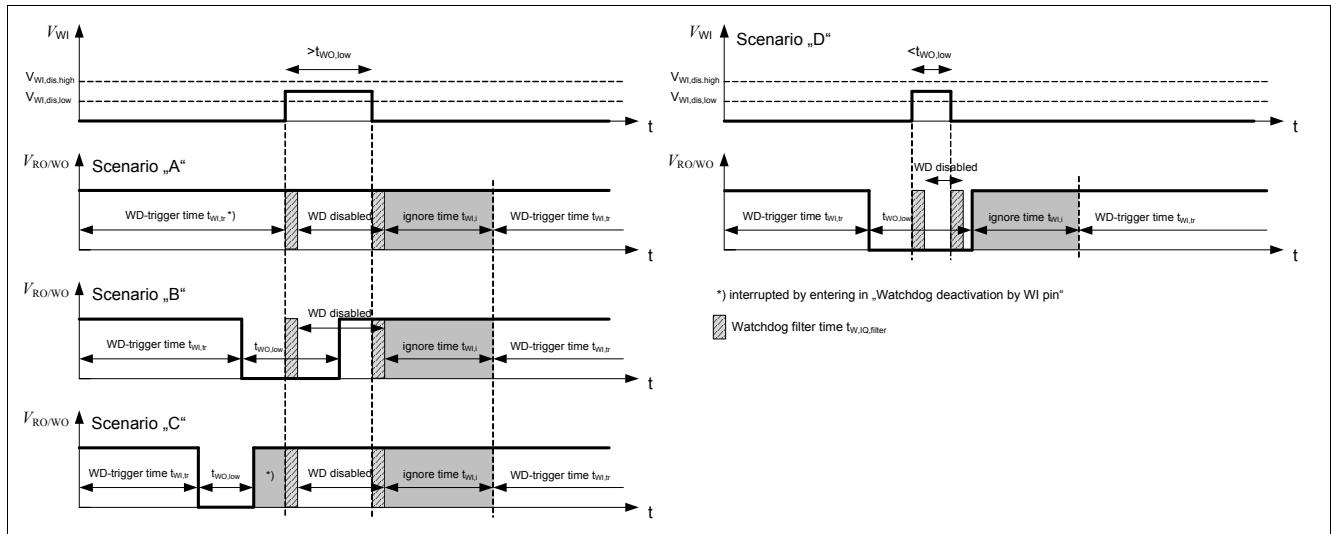 V_WI
>t_WO,low
V_WI,dis.high
V_WI,dis,low
t
V_RO/WO
Scenario „A“
WD-trigger time t_WI,tr *)
WD disabled
ignore time t_WI,i
WD-trigger time t_WI,tr
t
V_RO/WO
Scenario „B“
WD disabled
WD-trigger time t_WI,tr
t_WO,low
ignore time t_WI,i
WD-trigger time t_WI,tr
t
V_RO/WO
Scenario „C“
WD-trigger time t_WI,tr
t_WO,low
*)
WD disabled
ignore time t_WI,i
WD-trigger time t_WI,tr
t
V_WI
Scenario „D“
<t_WO,low
V_WI,dis.high
V_WI,dis,low
t
V_RO/WO
WD disabled
WD-trigger time t_WI,tr
t_WO,low
ignore time t_WI,i
WD-trigger time t_WI,tr
t
*) interrupted by entering in „Watchdog deactivation by WI pin“
Watchdog filter time t_W,IQ,filter